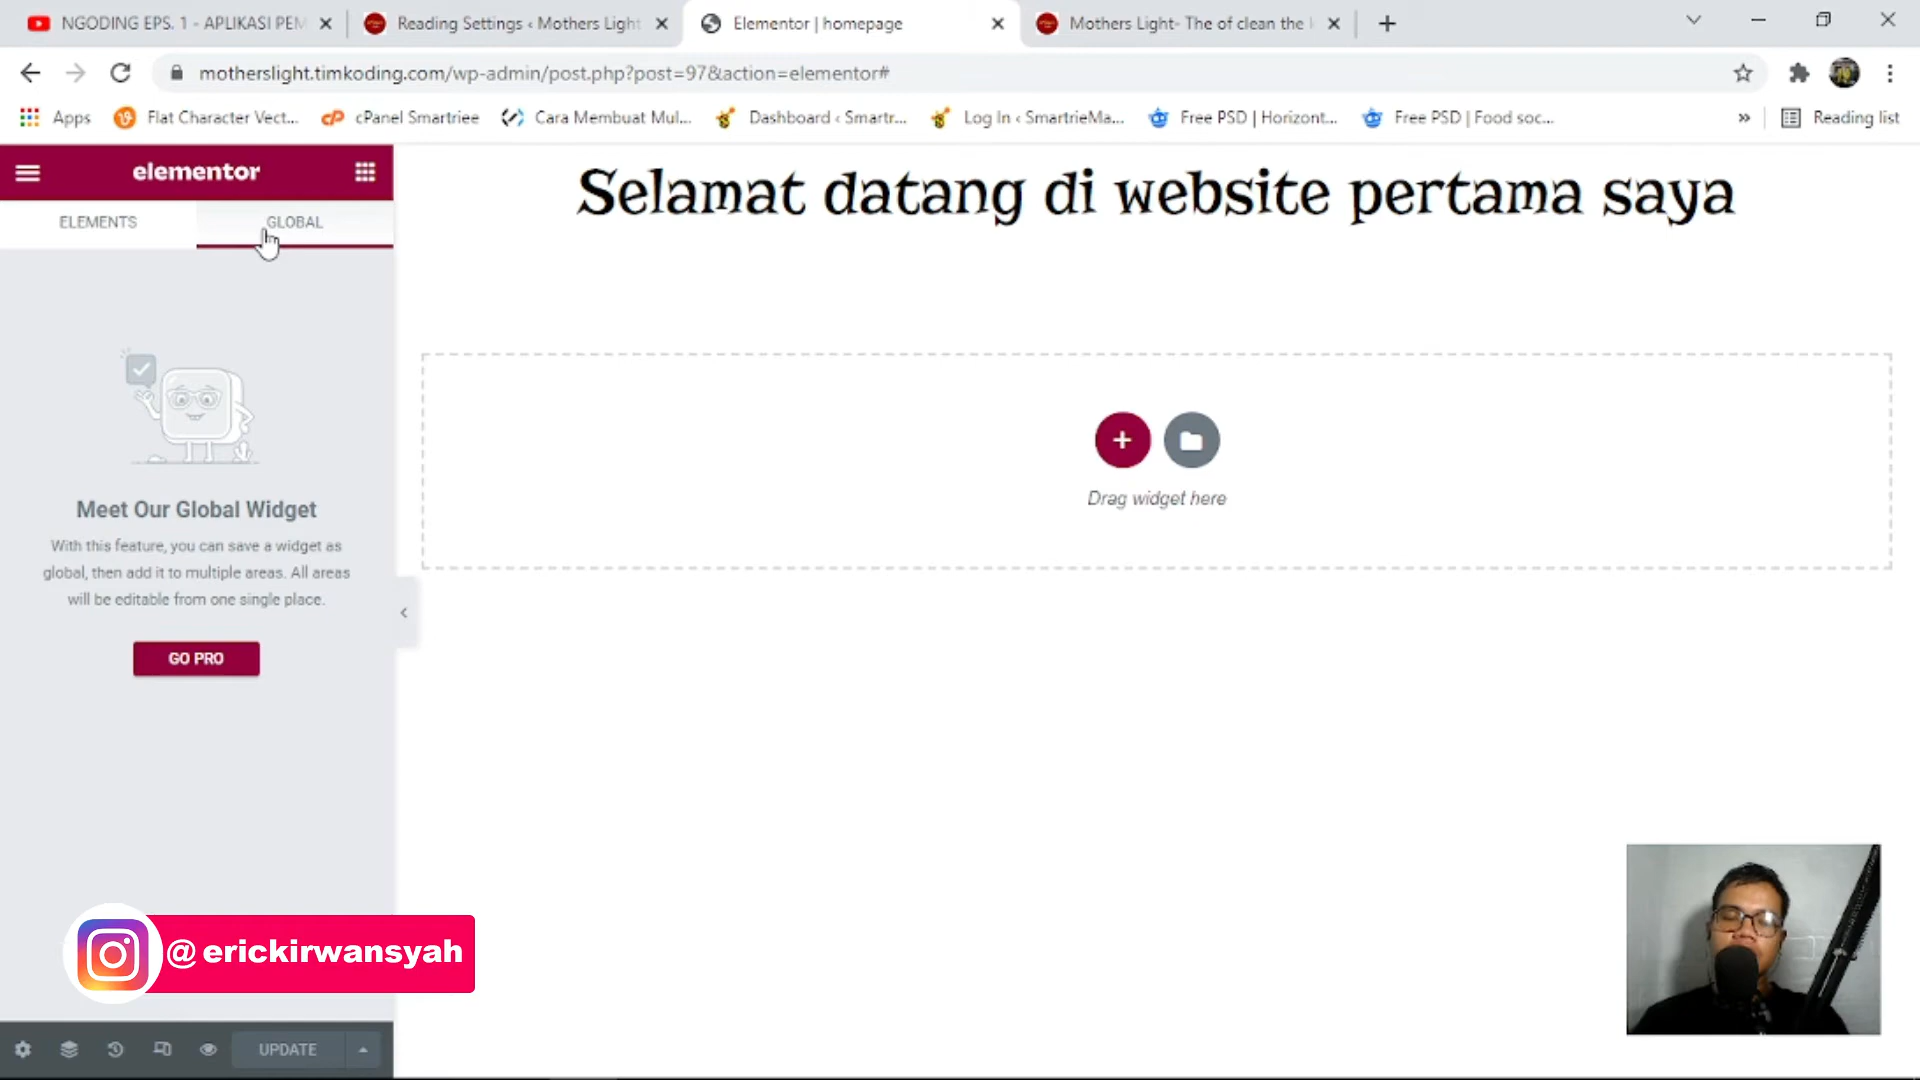 NGODING EPS. 1 - APLIKASI PEM
Reading Settings ‹ Mothers Light
Elementor | homepage
Mothers Light- The of clean the l
motherslight.timkoding.com/wp-admin/post.php?post=97&action=elementor#
Apps
Flat Character Vect...
cPanel Smartriee
Cara Membuat Mul...
Dashboard ‹ Smartr...
Log In ‹ SmartrieMa...
Free PSD | Horizont...
Free PSD | Food soc...
»
Reading list
elementor
ELEMENTS
GLOBAL
Selamat datang di website pertama saya
Drag widget here
Meet Our Global Widget
With this feature, you can save a widget as
global, then add it to multiple areas. All areas
will be editable from one single place.
GO PRO
@erickirwansyah
UPDATE